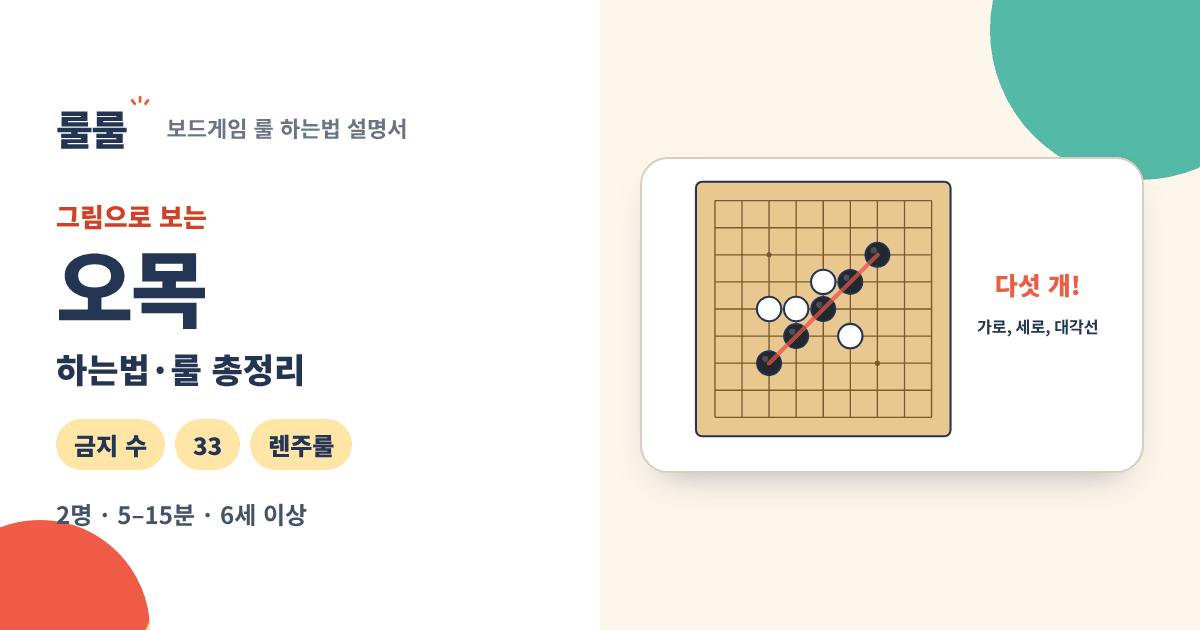 룰룰 보드게임 룰 하는법 설명서
그림으로 보는
오목
하는법·룰 총정리
금지 수 33 렌주룰
2명 · 5–15분 · 6세 이상
다섯 개!
가로, 세로, 대각선